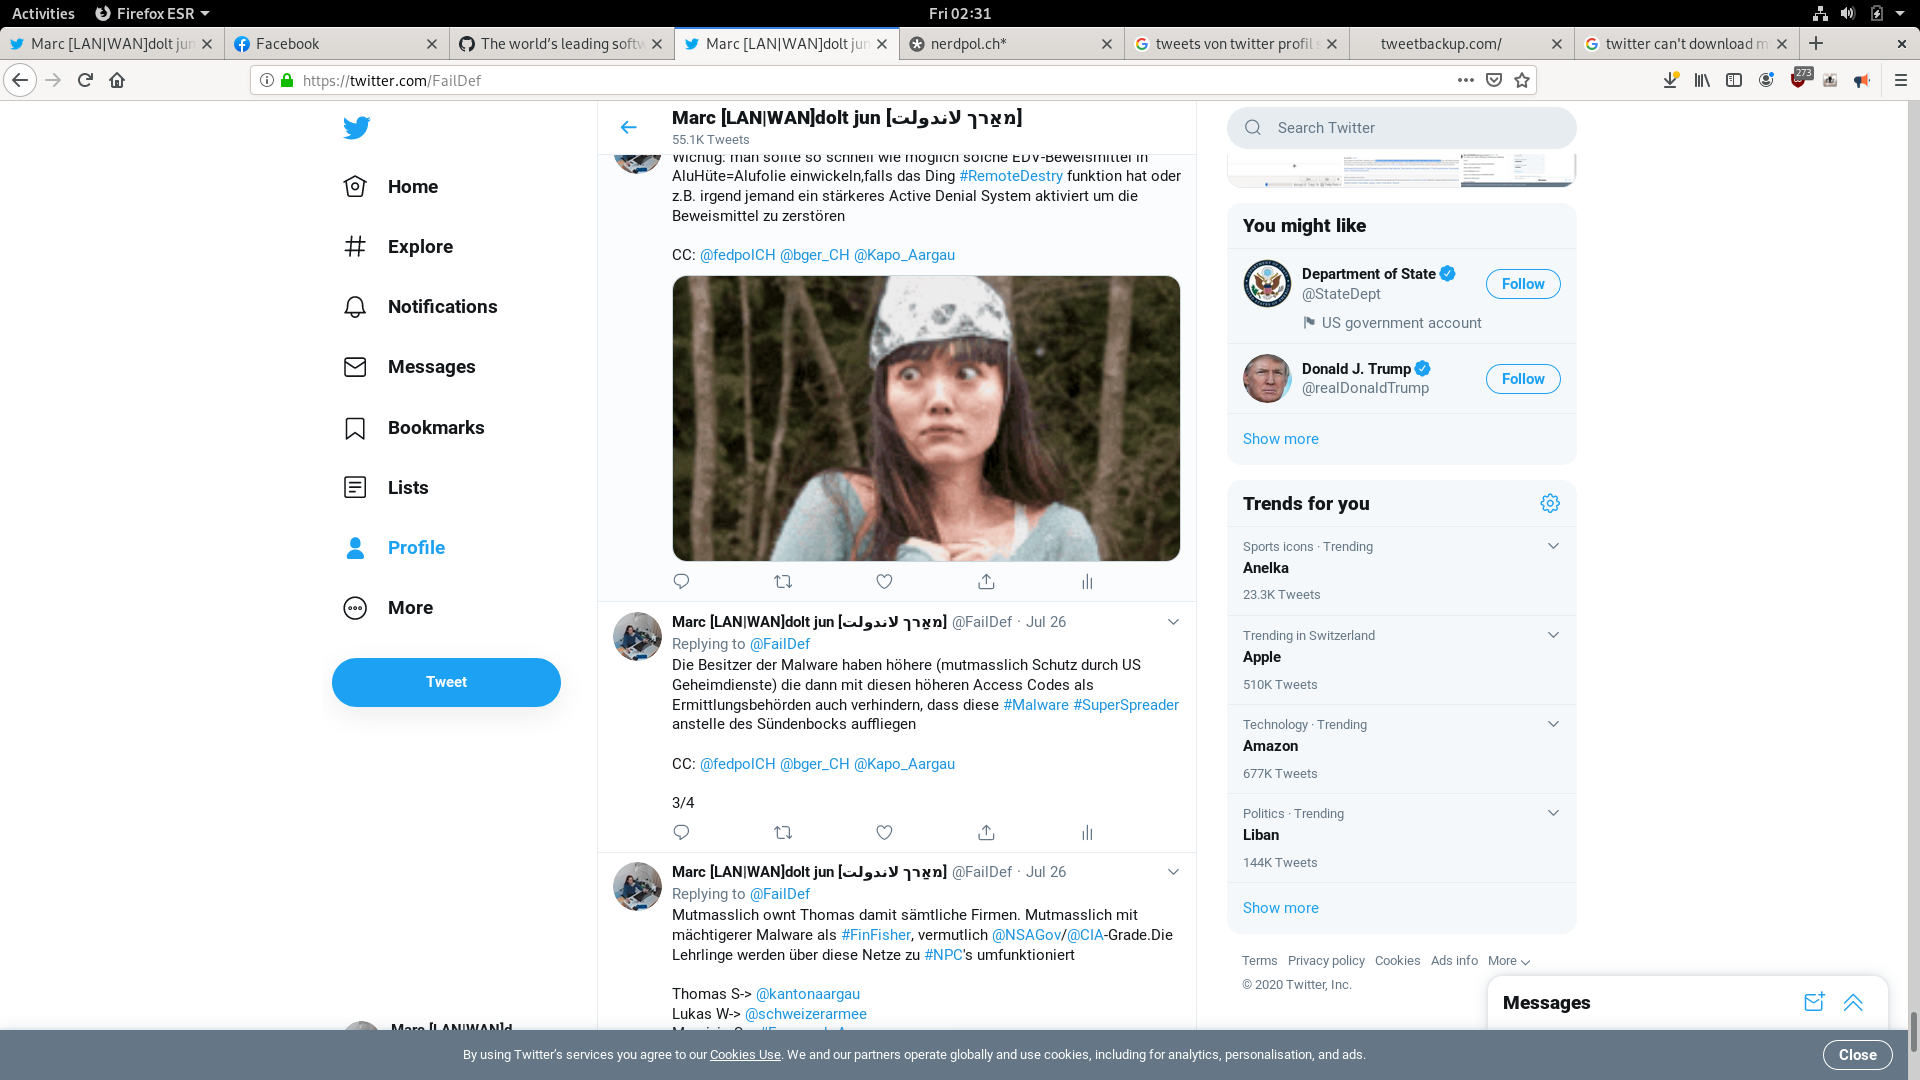 Activities Firefox ESR Fri 02:31
Marc [LAN|WAN]dolt jun Facebook The world's leading softw Marc [LAN|WAN]dolt jun nerdpol.ch* tweets von twitter profil s tweetbackup.com/ twitter can't download m
https://twitter.com/FailDef 273
Marc [LAN|WAN]dolt jun [מאַרך לאנדולת]
55.1K Tweets
Search Twitter
Home
Explore
Notifications
Messages
Bookmarks
Lists
Profile
More
Tweet
Wichtig: man sollte so schnell wie möglich solche EDV-Beweismittel in
AluHüte=Alufolie einwickeln,falls das Ding #RemoteDestry funktion hat oder
z.B. irgend jemand ein stärkeres Active Denial System aktiviert um die
Beweismittel zu zerstören
CC: @fedpolCH @bger_CH @Kapo_Aargau
Marc [LAN|WAN]dolt jun [מאַרך לאנדולת] @FailDef · Jul 26
Replying to @FailDef
Die Besitzer der Malware haben höhere (mutmasslich Schutz durch US
Geheimdienste) die dann mit diesen höheren Access Codes als
Ermittlungsbehörden auch verhindern, dass diese #Malware #SuperSpreader
anstelle des Sündenbocks auffliegen
CC: @fedpolCH @bger_CH @Kapo_Aargau
3/4
Marc [LAN|WAN]dolt jun [מאַרך לאנדולת] @FailDef · Jul 26
Replying to @FailDef
Mutmasslich ownt Thomas damit sämtliche Firmen. Mutmasslich mit
mächtigerer Malware als #FinFisher, vermutlich @NSAGov/@CIA-Grade.Die
Lehrlinge werden über diese Netze zu #NPC's umfunktioniert
Thomas S-> @kantonaargau
Lukas W-> @schweizerarmee
You might like
Department of State
@StateDept
US government account
Follow
Donald J. Trump
@realDonaldTrump
Follow
Show more
Trends for you
Sports icons · Trending
Anelka
23.3K Tweets
Trending in Switzerland
Apple
510K Tweets
Technology · Trending
Amazon
677K Tweets
Politics · Trending
Liban
144K Tweets
Show more
Terms Privacy policy Cookies Ads info More
© 2020 Twitter, Inc.
Messages
Marc [LAN|WAN]d
By using Twitter's services you agree to our Cookies Use. We and our partners operate globally and use cookies, including for analytics, personalisation, and ads.
Close